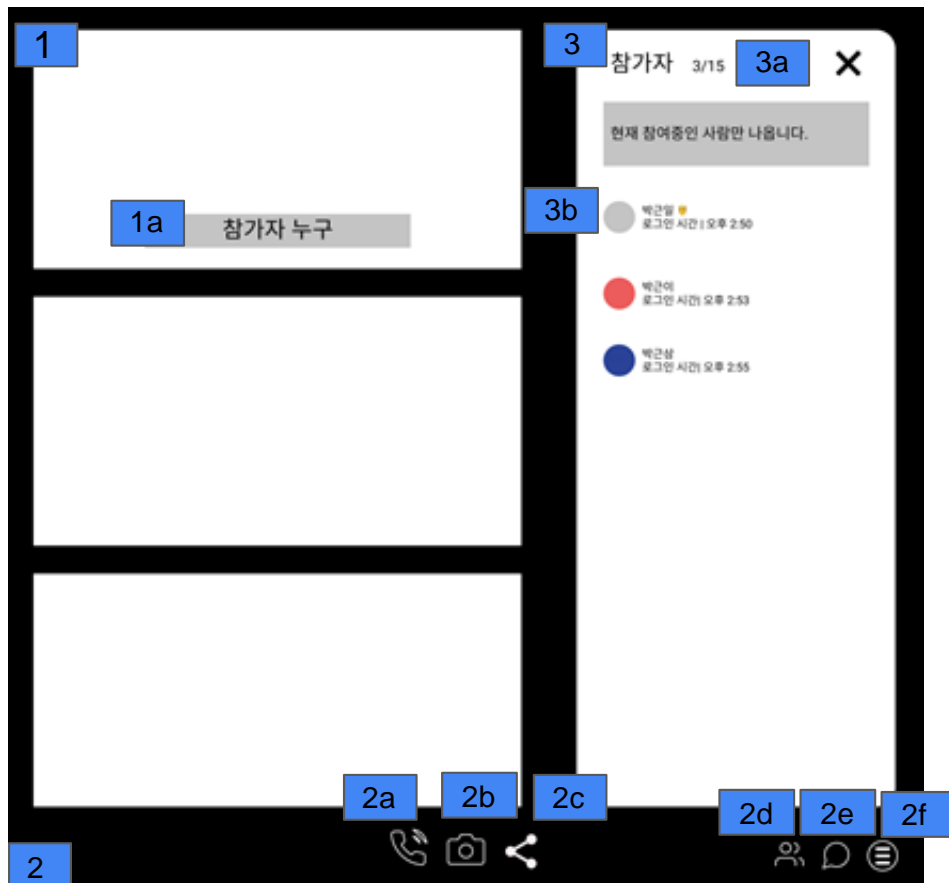 1
1a
참가자 누구
3
참가자 3/15
3a
현재 참여중인 사람만 나옵니다.
3b
박근일
로그인 시간 | 오후 2:50
박근이
로그인 시간| 오후 2:53
박근삼
로그인 시간| 오후 2:55
2
2a
2b
2c
2d
2e
2f